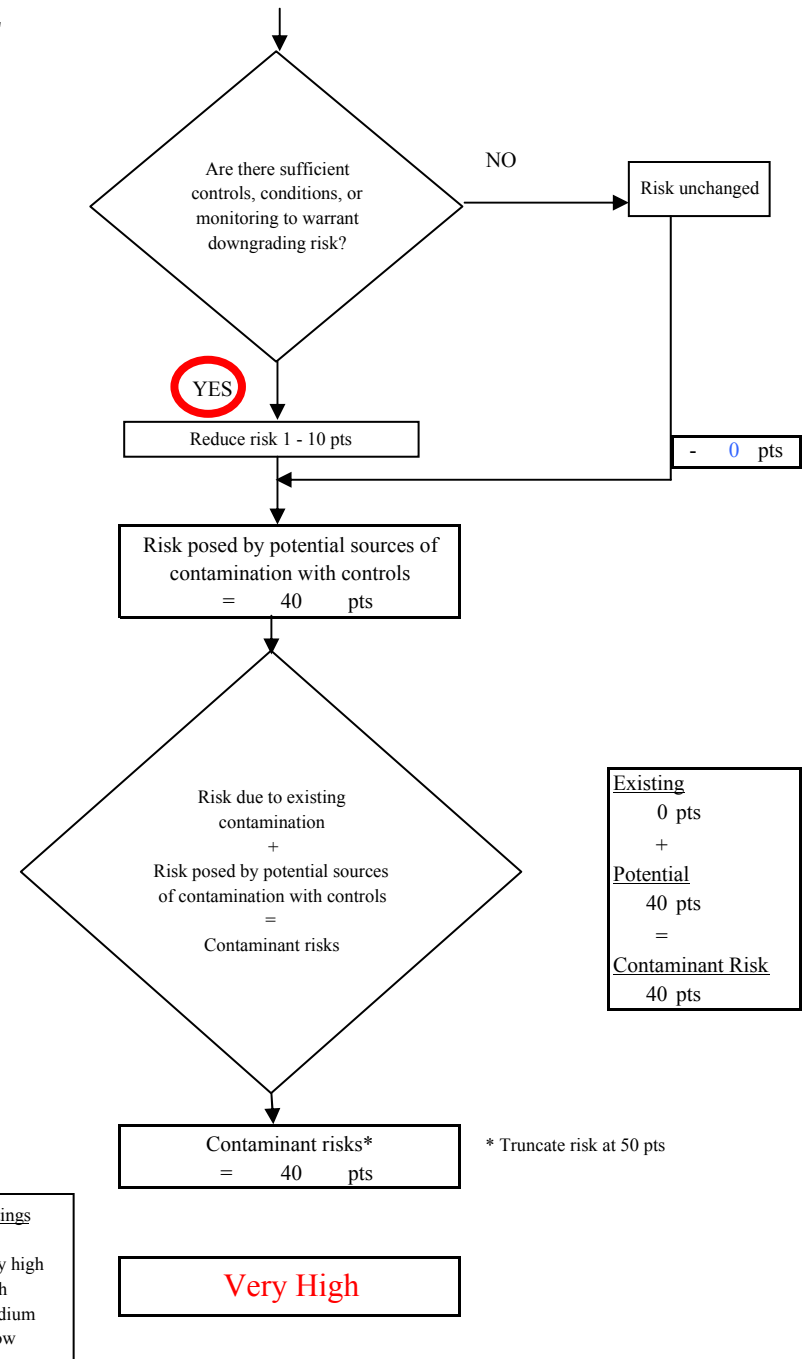 Are there sufficient
controls, conditions, or
monitoring to warrant
downgrading risk?
NO
Risk unchanged
YES
Reduce risk 1 - 10 pts
- 0 pts
Risk posed by potential sources of
contamination with controls
= 40 pts
Risk due to existing
contamination
+
Risk posed by potential sources
of contamination with controls
=
Contaminant risks
Existing
0 pts
+
Potential
40 pts
=
Contaminant Risk
40 pts
Contaminant risks*
= 40 pts
* Truncate risk at 50 pts
high
Very High